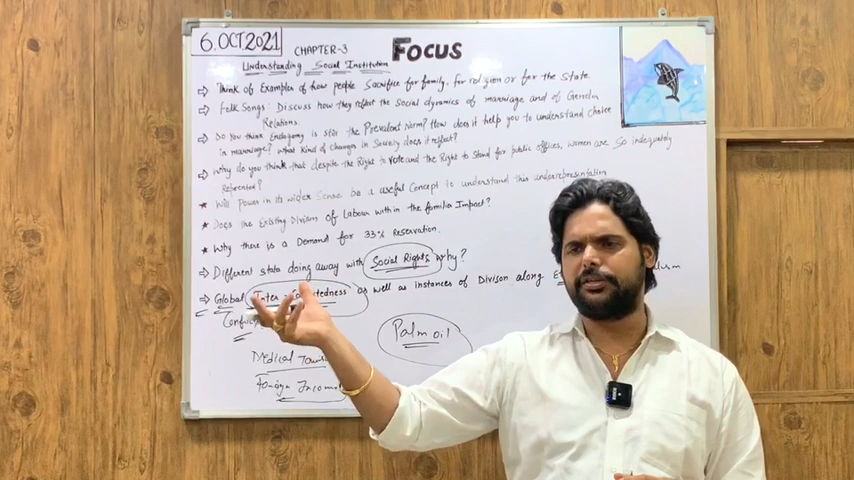 6.OCT.2021
CHAPTER-3
FOCUS
Understanding Social Institution
Think of Examples of how people Sacrifice for family, for religion or for the State.
Folk Songs: Discuss how they reflect the Social dynamics of marriage and of Gender
Relations.
Do You think Endogamy is still the Prevalent Norm? How does it help you to understand choice
in marriage? What kind of changes in Society does it reflect?
Why do you think that despite the Right to Vote and the Right to Stand for public offices, women are so
Will power in its wider Sense be a useful Concept to understand this
Does the Existing Divison of Labour within the families Impact?
Why there is a Demand for 33% Reservation.
Different state doing away with Social Rights why?
Global Inter as well as instances of Divison along
Palm oil
Medical